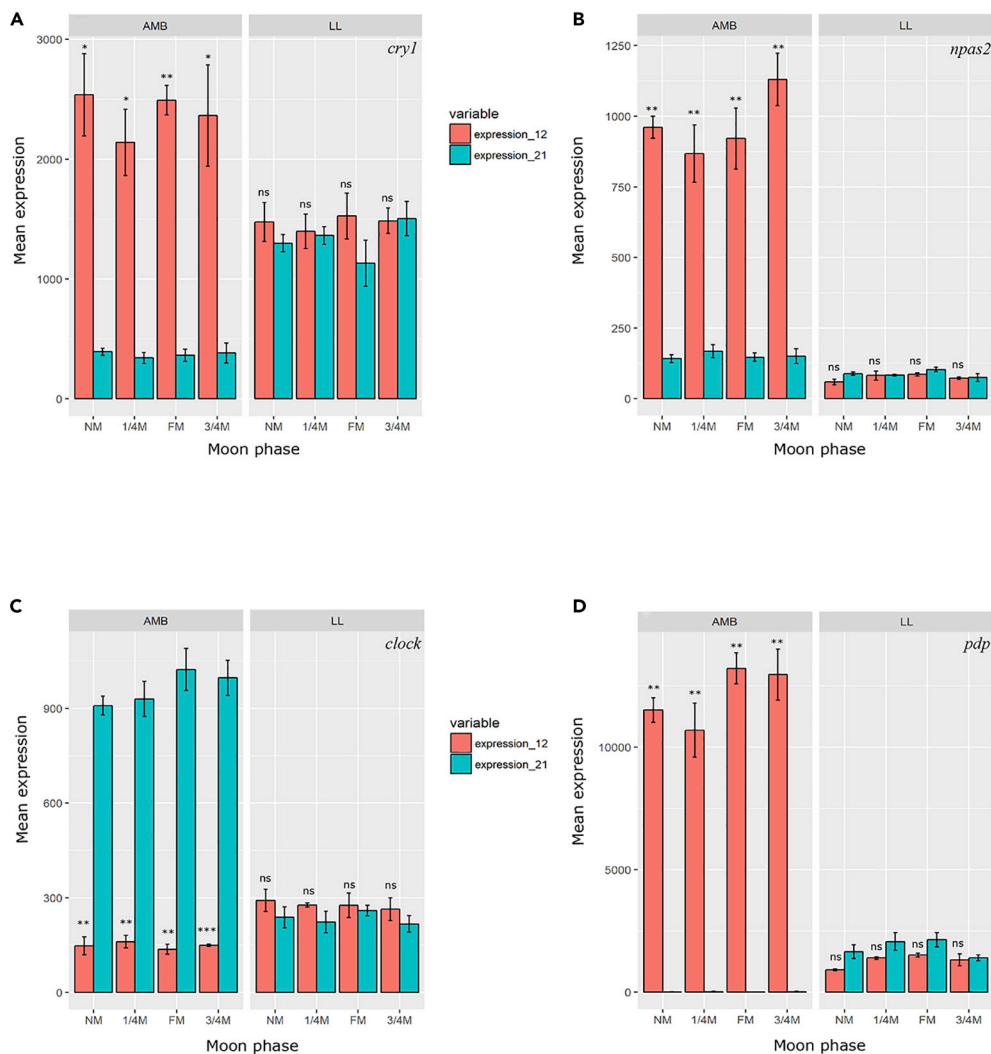 A
AMB
LL
cry1
3000
2000
1000
0
Mean expression
* * ** *
ns ns ns ns
NM 1/4M FM 3/4M NM 1/4M FM 3/4M
Moon phase
variable
expression_12
expression_21
B
AMB
LL
npas2
1250
1000
750
500
250
0
Mean expression
** ** ** **
ns ns ns ns
NM 1/4M FM 3/4M NM 1/4M FM 3/4M
Moon phase
C
AMB
LL
clock
900
600
300
0
Mean expression
** ** ** ***
ns ns ns ns
NM 1/4M FM 3/4M NM 1/4M FM 3/4M
Moon phase
variable
expression_12
expression_21
D
AMB
LL
pdp
10000
5000
0
Mean expression
** ** ** **
ns ns ns ns
NM 1/4M FM 3/4M NM 1/4M FM 3/4M
Moon phase